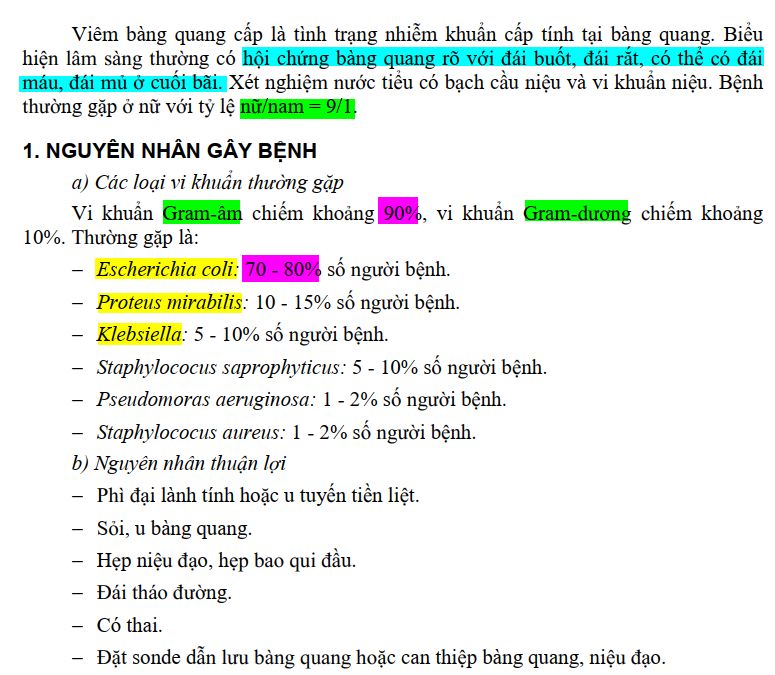 Viêm bàng quang cấp là tình trạng nhiễm khuẩn cấp tính tại bàng quang. Biểu
hiện lâm sàng thường có hội chứng bàng quang rõ với đái buốt, đái rắt, có thể có đái
máu, đái mủ ở cuối bãi. Xét nghiệm nước tiểu có bạch cầu niệu và vi khuẩn niệu. Bệnh
thường gặp ở nữ với tỷ lệ nữ/nam = 9/1.
1. NGUYÊN NHÂN GÂY BỆNH
a) Các loại vi khuẩn thường gặp
Vi khuẩn Gram-âm chiếm khoảng 90%, vi khuẩn Gram-dương chiếm khoảng
10%. Thường gặp là:
– Escherichia coli: 70 - 80% số người bệnh.
– Proteus mirabilis: 10 - 15% số người bệnh.
– Klebsiella: 5 - 10% số người bệnh.
– Staphylococus saprophyticus: 5 - 10% số người bệnh.
– Pseudomoras aeruginosa: 1 - 2% số người bệnh.
– Staphylococus aureus: 1 - 2% số người bệnh.
b) Nguyên nhân thuận lợi
– Phì đại lành tính hoặc u tuyến tiền liệt.
– Sỏi, u bàng quang.
– Hẹp niệu đạo, hẹp bao qui đầu.
– Đái tháo đường.
– Có thai.
– Đặt sonde dẫn lưu bàng quang hoặc can thiệp bàng quang, niệu đạo.